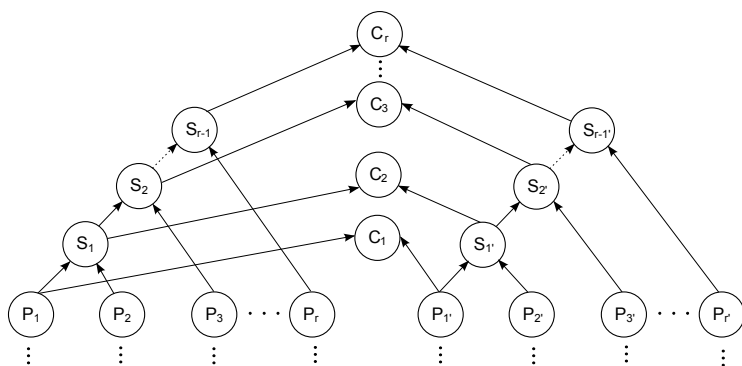 Cr
C3
Sr-1
Sr-1'
C2
S2
S2'
C1
S1
S1'
P1
P2
P3
Pr
P1'
P2'
P3'
Pr'